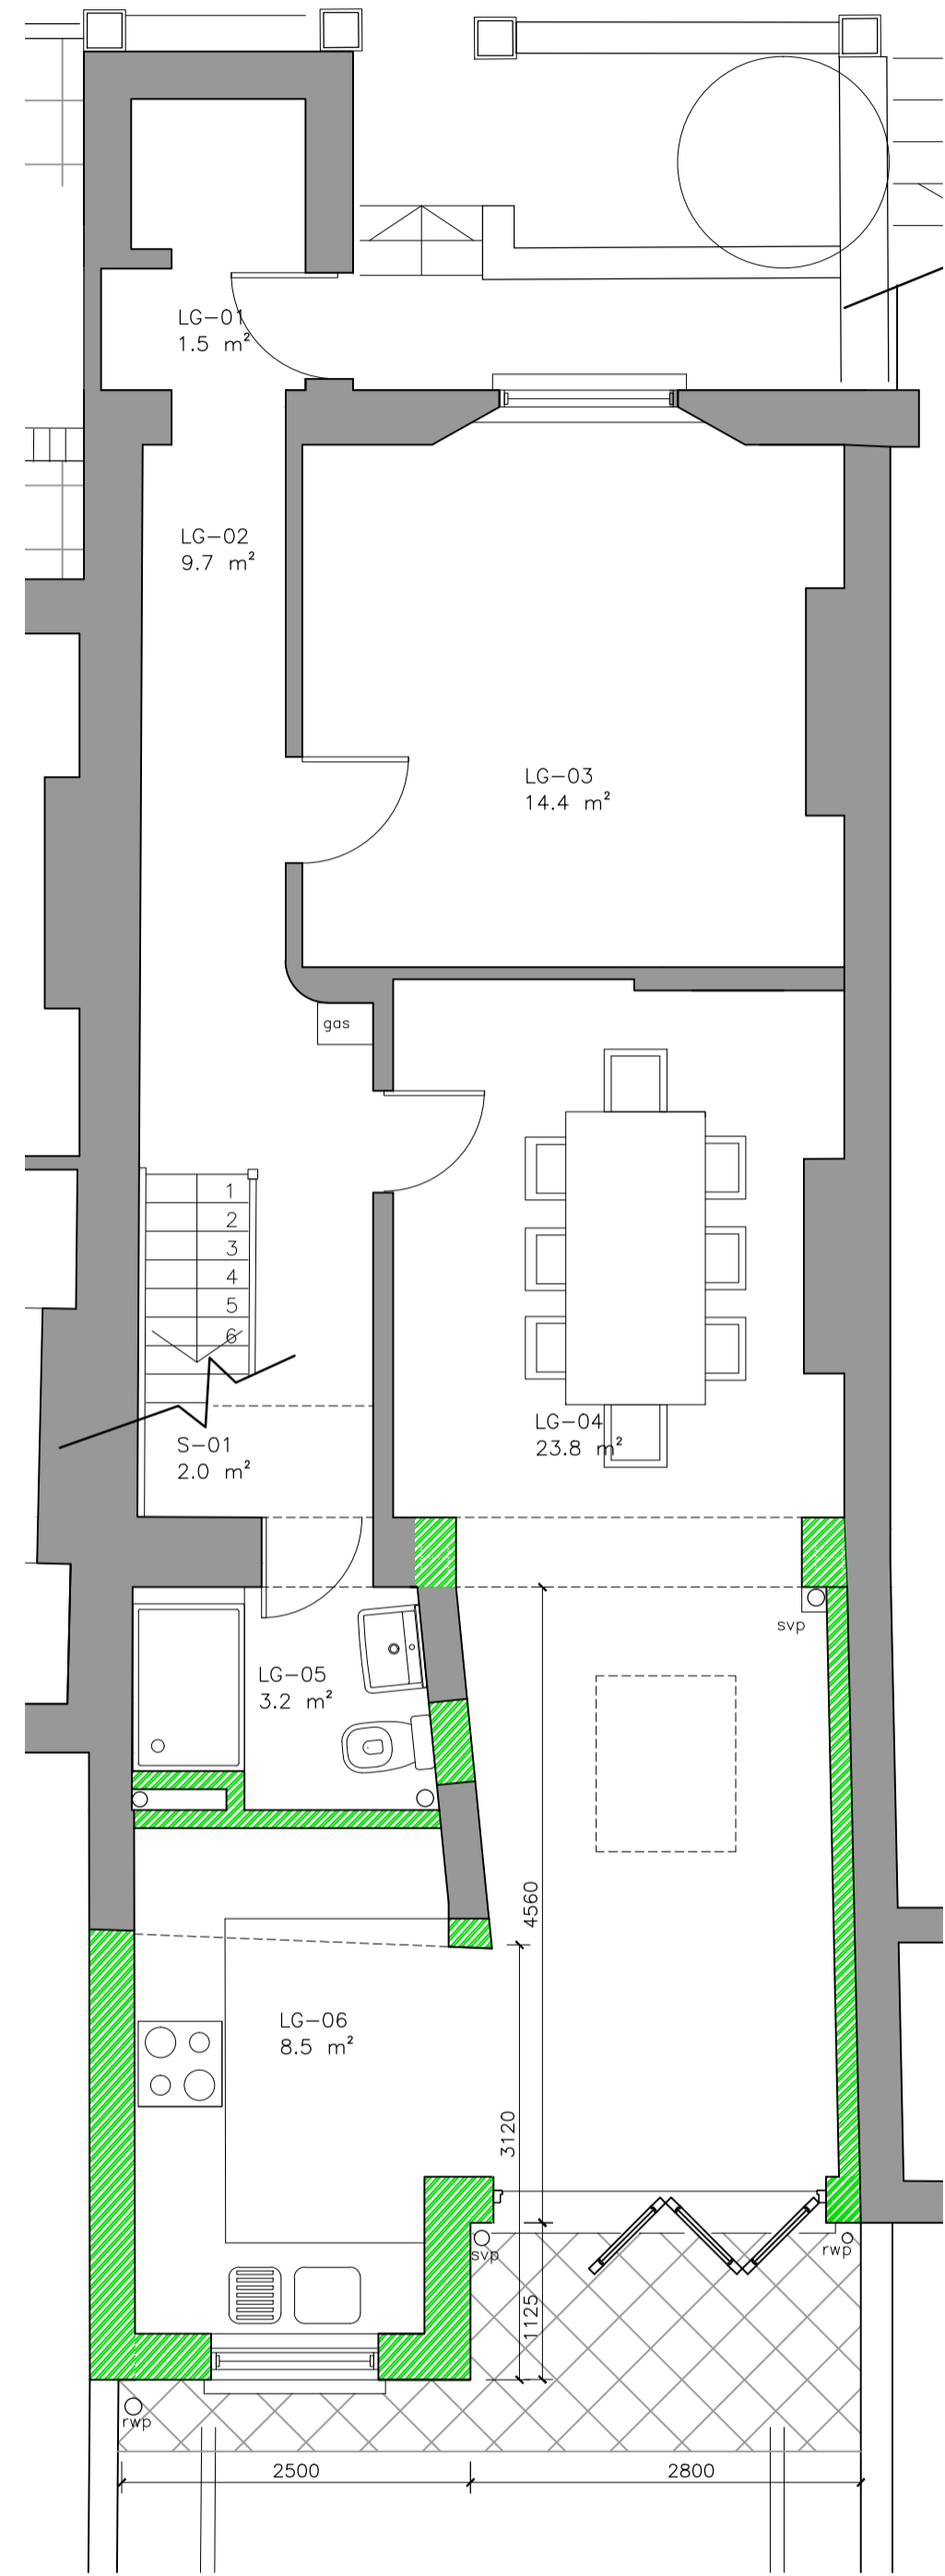 LG-01
1.5 m²
LG-02
9.7 m²
LG-03
14.4 m²
gas
1
2
3
4
5
6
LG-04
23.8 m²
S-01
2.0 m²
svp
LG-05
3.2 m²
4560
LG-06
8.5 m²
3120
svp
rwp
1125
rwp
2500
2800